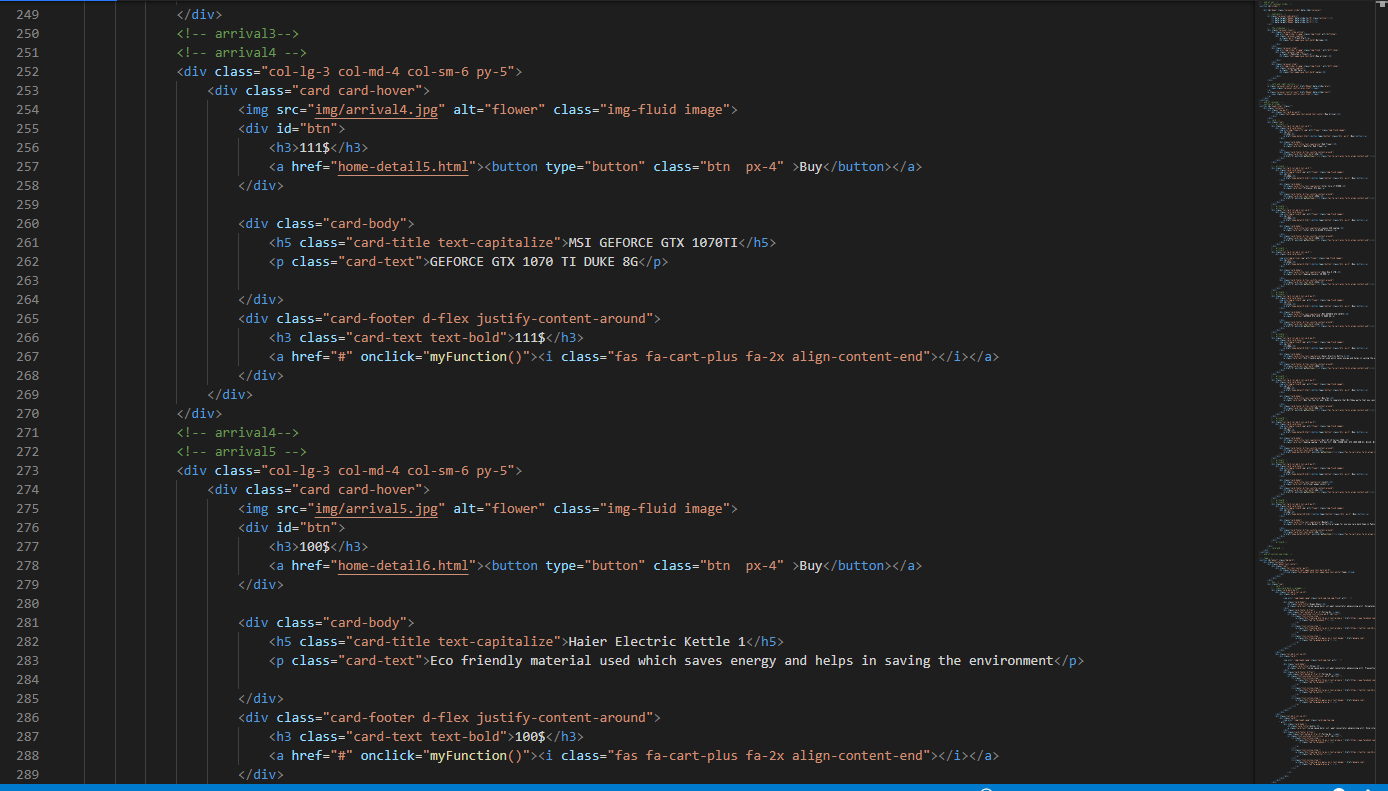 249 </div>
250 <!-- arrival3-->
251 <!-- arrival4 -->
252 <div class="col-lg-3 col-md-4 col-sm-6 py-5">
253 <div class="card card-hover">
254 <img src="img/arrival4.jpg" alt="flower" class="img-fluid image">
255 <div id="btn">
256 <h3>111$</h3>
257 <a href="home-detail5.html"><button type="button" class="btn  px-4" >Buy</button></a>
258 </div>
259
260 <div class="card-body">
261 <h5 class="card-title text-capitalize">MSI GEFORCE GTX 1070TI</h5>
262 <p class="card-text">GEFORCE GTX 1070 TI DUKE 8G</p>
263
264 </div>
265 <div class="card-footer d-flex justify-content-around">
266 <h3 class="card-text text-bold">111$</h3>
267 <a href="#" onclick="myFunction()"><i class="fas fa-cart-plus fa-2x align-content-end"></i></a>
268 </div>
269 </div>
270 </div>
271 <!-- arrival4-->
272 <!-- arrival5 -->
273 <div class="col-lg-3 col-md-4 col-sm-6 py-5">
274 <div class="card card-hover">
275 <img src="img/arrival5.jpg" alt="flower" class="img-fluid image">
276 <div id="btn">
277 <h3>100$</h3>
278 <a href="home-detail6.html"><button type="button" class="btn  px-4" >Buy</button></a>
279 </div>
280
281 <div class="card-body">
282 <h5 class="card-title text-capitalize">Haier Electric Kettle 1</h5>
283 <p class="card-text">Eco friendly material used which saves energy and helps in saving the environment</p>
284
285 </div>
286 <div class="card-footer d-flex justify-content-around">
287 <h3 class="card-text text-bold">100$</h3>
288 <a href="#" onclick="myFunction()"><i class="fas fa-cart-plus fa-2x align-content-end"></i></a>
289 </div>